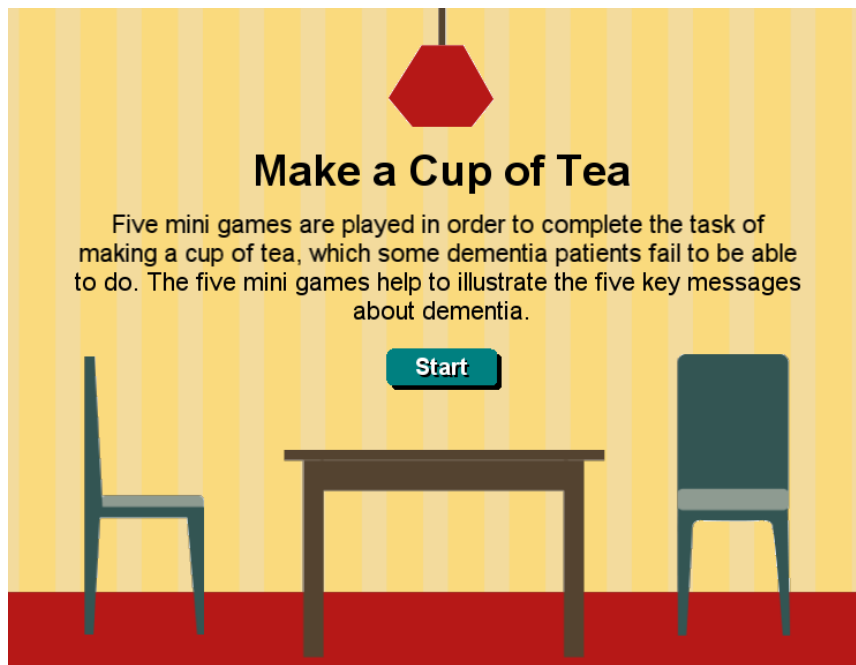 Make a Cup of Tea
Five mini games are played in order to complete the task of
making a cup of tea, which some dementia patients fail to be able
to do. The five mini games help to illustrate the five key messages
about dementia.
Start